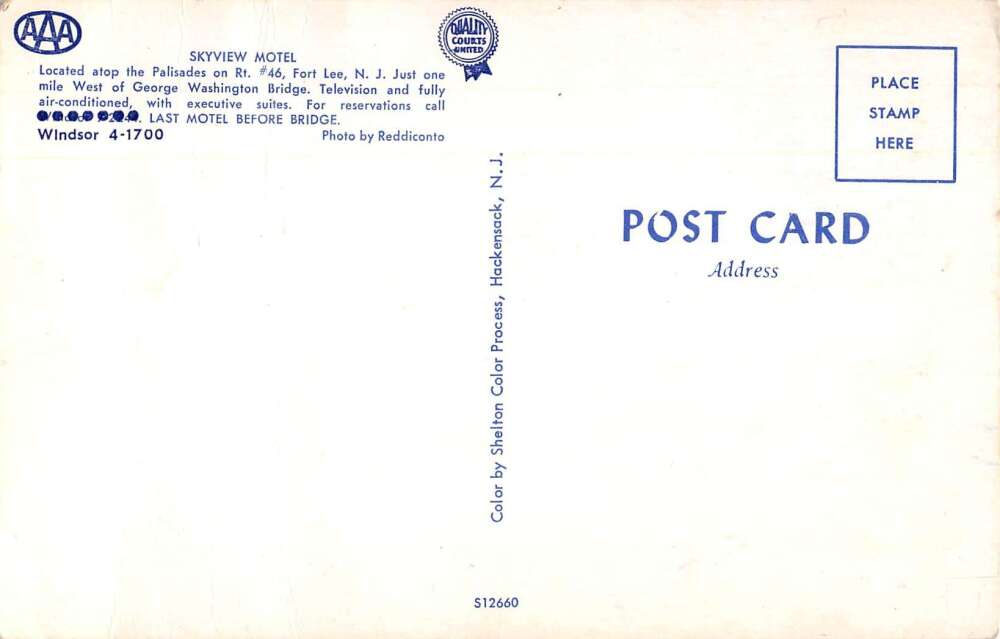 AAA
QUALITY
COURTS
UNITED
SKYVIEW MOTEL
Located atop the Palisades on Rt. #46, Fort Lee, N. J. Just one
mile West of George Washington Bridge. Television and fully
air-conditioned, with executive suites. For reservations call
LAST MOTEL BEFORE BRIDGE.
WIndsor 4-1700
Photo by Reddiconto
Color by Shelton Color Process, Hackensack, N. J.
PLACE
STAMP
HERE
POST CARD
Address
S12660